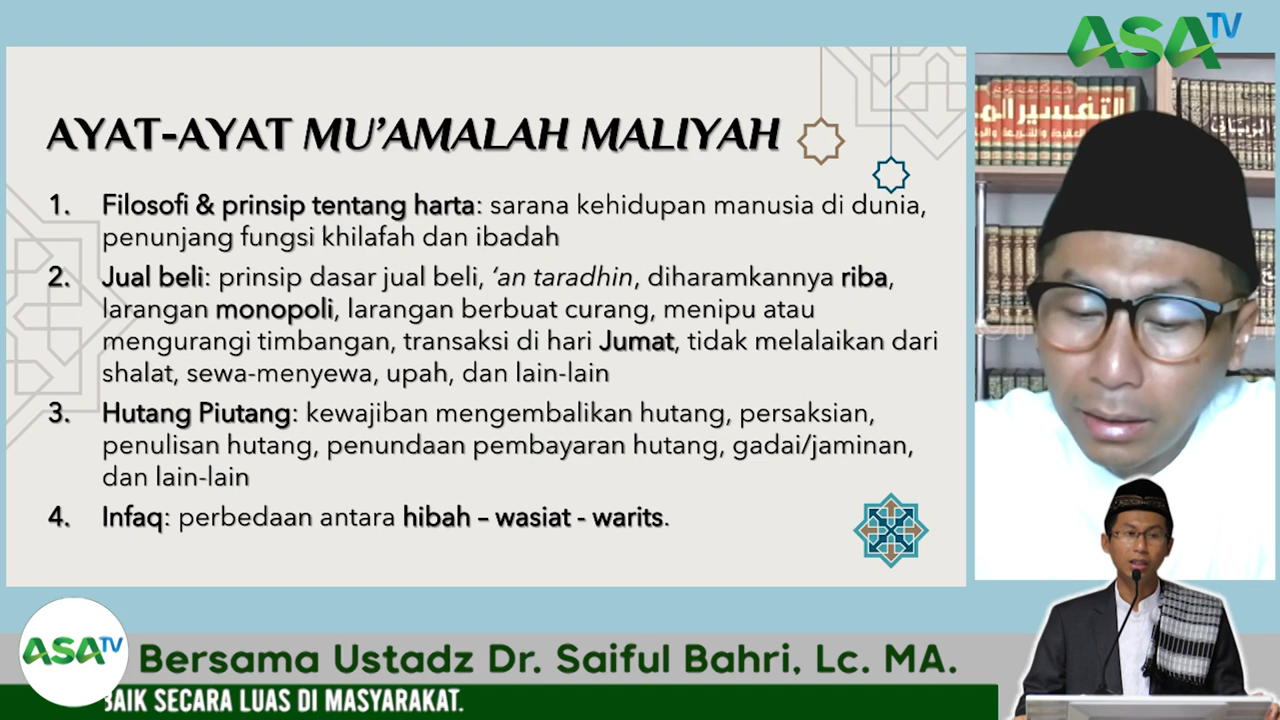 ASA TV
AYAT-AYAT MU'AMALAH MALIYAH
1. Filosofi & prinsip tentang harta: sarana kehidupan manusia di dunia,
penunjang fungsi khilafah dan ibadah
2. Jual beli: prinsip dasar jual beli, 'an taradhin, diharamkannya riba,
larangan monopoli, larangan berbuat curang, menipu atau
mengurangi timbangan, transaksi di hari Jumat, tidak melalaikan dari
shalat, sewa-menyewa, upah, dan lain-lain
3. Hutang Piutang: kewajiban mengembalikan hutang, persaksian,
penulisan hutang, penundaan pembayaran hutang, gadai/jaminan,
dan lain-lain
4. Infaq: perbedaan antara hibah – wasiat - warits.
التفسير
ASA TV
Bersama Ustadz Dr. Saiful Bahri, Lc. MA.
BAIK SECARA LUAS DI MASYARAKAT.